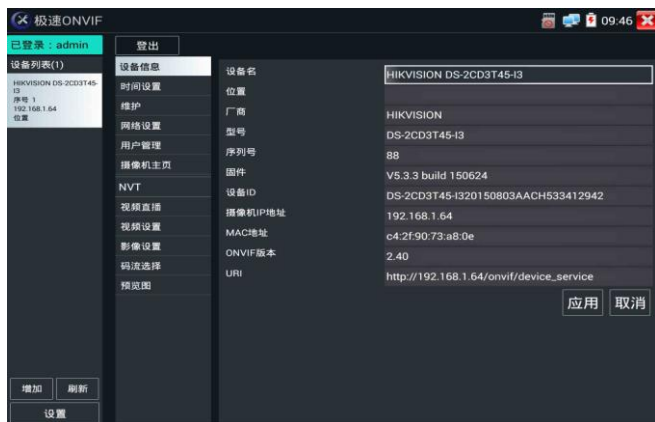 极速ONVIF
09:46
已登录：admin
登出
设备列表(1)
HIKVISION DS-2CD3T45-I3
序号 1
192.168.1.64
位置
增加
刷新
设置
设备信息
时间设置
维护
网络设置
用户管理
摄像机主页
NVT
视频直播
视频设置
影像设置
码流选择
预览图
设备名 HIKVISION DS-2CD3T45-I3
位置
厂商 HIKVISION
型号 DS-2CD3T45-I3
序列号 88
固件 V5.3.3 build 150624
设备ID DS-2CD3T45-I320150803AACH533412942
摄像机IP地址 192.168.1.64
MAC地址 c4:2f:90:73:a8:0e
ONVIF版本 2.40
URI http://192.168.1.64/onvif/device_service
应用
取消